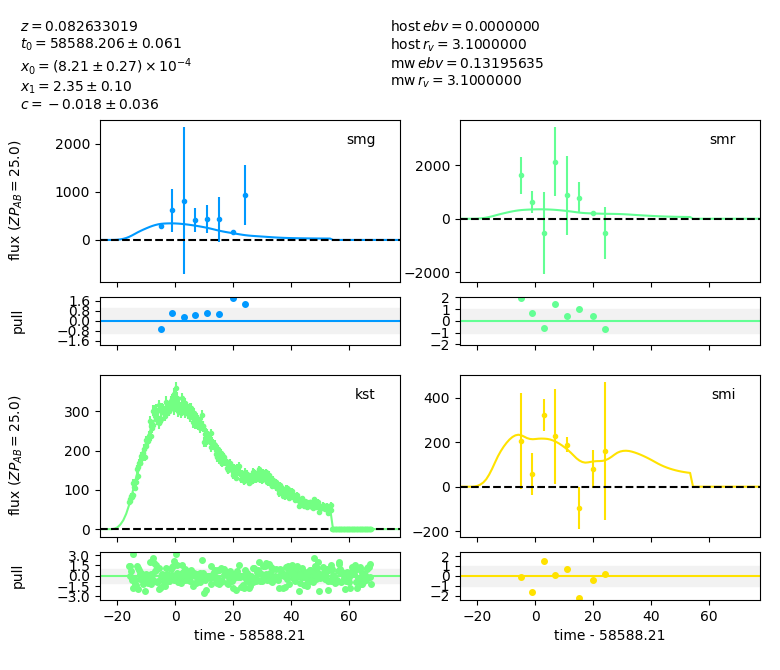 z = 0.082633019
t₀ = 58588.206 ± 0.061
x₀ = (8.21 ± 0.27) × 10⁻⁴
x₁ = 2.35 ± 0.10
c = −0.018 ± 0.036
host ebv = 0.0000000
host r_v = 3.1000000
mw ebv = 0.13195635
mw r_v = 3.1000000
flux (ZP_AB = 25.0)
2000
1000
0
smg
2000
0
−2000
smr
pull
1.6
0.8
0.0
−0.8
−1.6
2
1
0
−1
−2
flux (ZP_AB = 25.0)
300
200
100
0
kst
400
200
0
−200
smi
pull
3.0
1.5
0.0
−1.5
−3.0
2
1
0
−1
−2
−20 0 20 40 60
−20 0 20 40 60
time - 58588.21
time - 58588.21